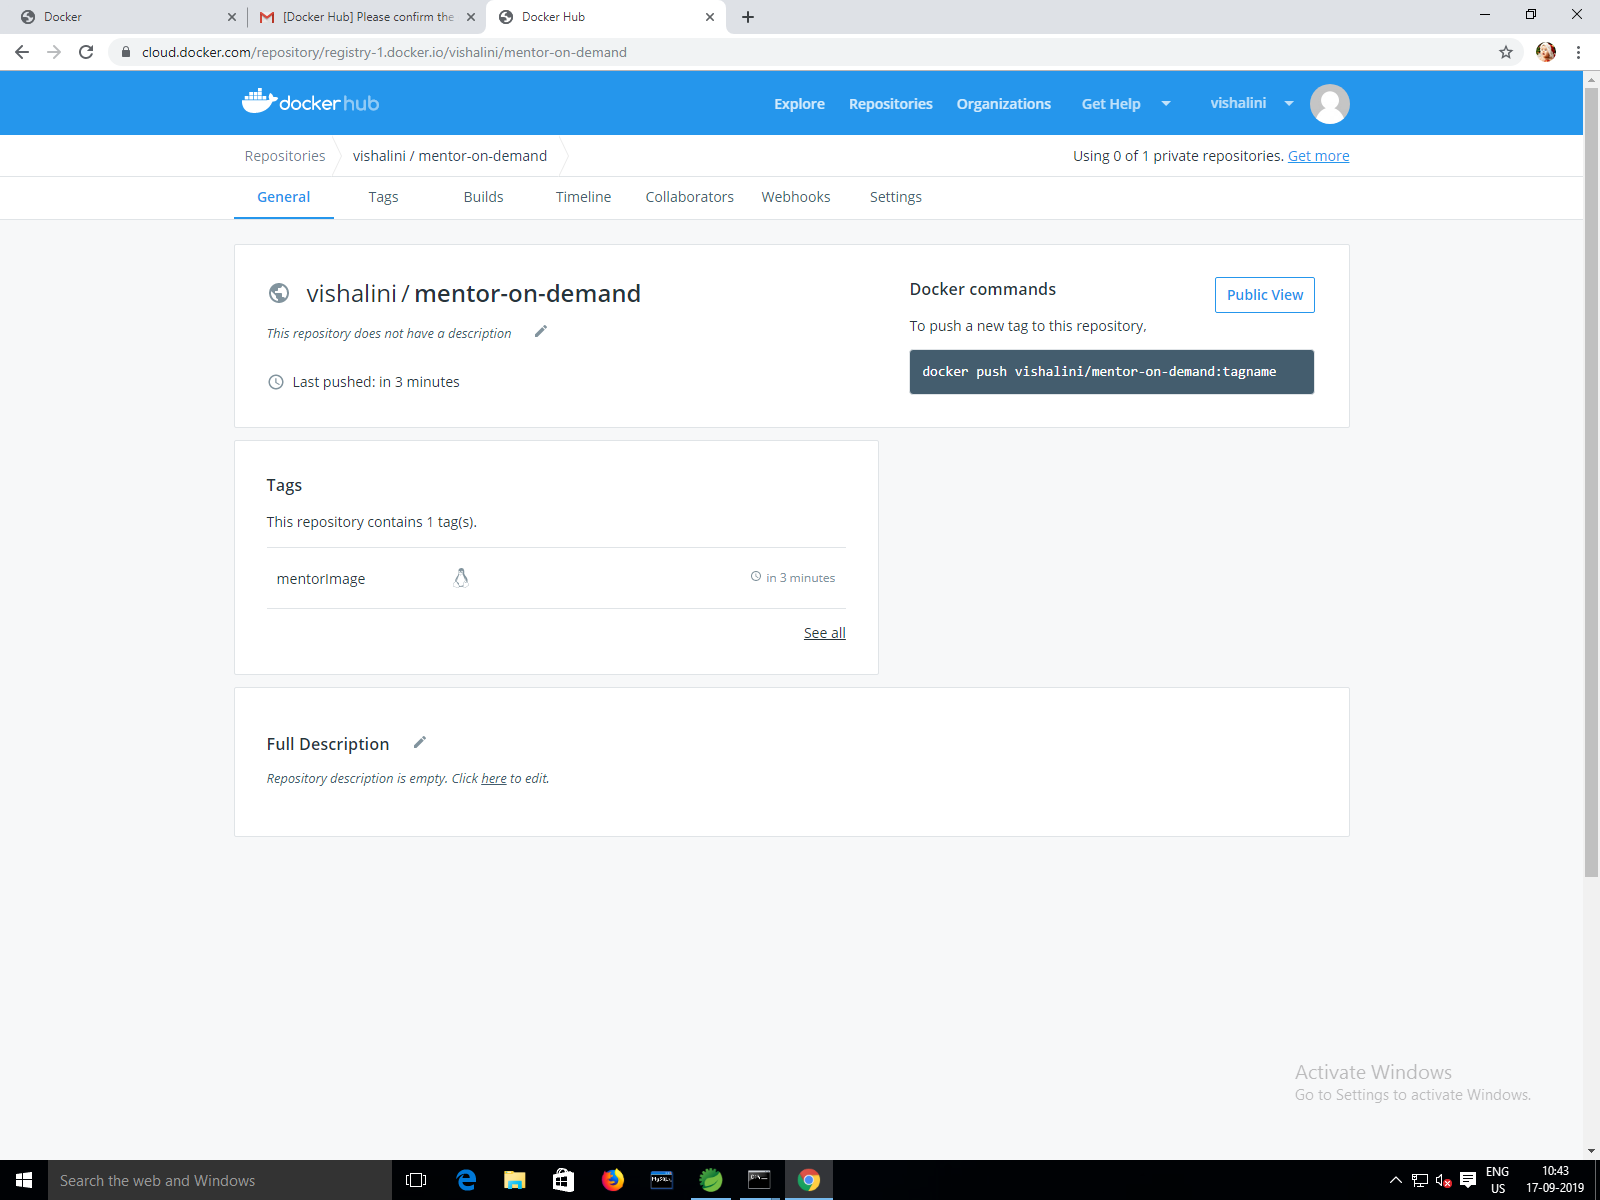 Docker
[Docker Hub] Please confirm the
Docker Hub
cloud.docker.com/repository/registry-1.docker.io/vishalini/mentor-on-demand
docker hub
Explore
Repositories
Organizations
Get Help
vishalini
Repositories
vishalini / mentor-on-demand
Using 0 of 1 private repositories. Get more
General
Tags
Builds
Timeline
Collaborators
Webhooks
Settings
vishalini / mentor-on-demand
This repository does not have a description
Last pushed: in 3 minutes
Docker commands
Public View
To push a new tag to this repository,
docker push vishalini/mentor-on-demand:tagname
Tags
This repository contains 1 tag(s).
mentorImage
in 3 minutes
See all
Full Description
Repository description is empty. Click here to edit.
Activate Windows
Go to Settings to activate Windows.
Search the web and Windows
ENG
US
10:43
17-09-2019